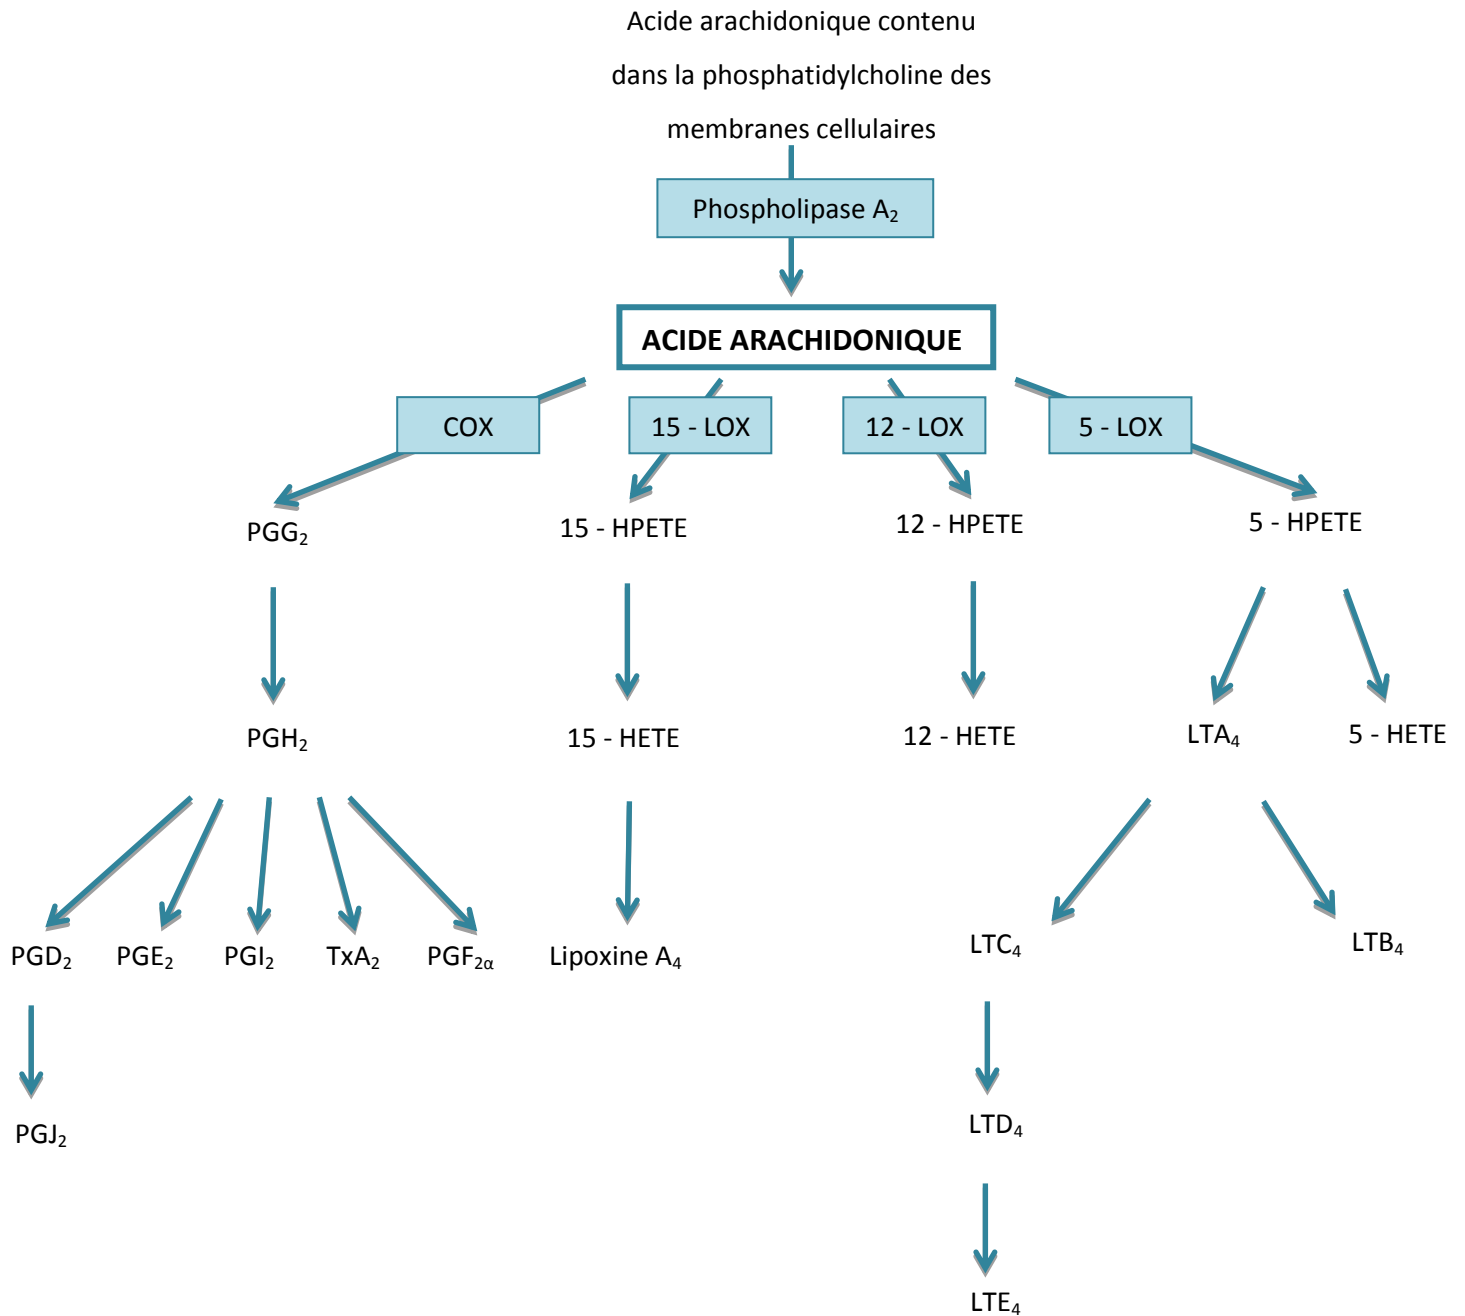 Acide arachidonique contenu
dans la phosphatidylcholine des
membranes cellulaires
Phospholipase A₂
ACIDE ARACHIDONIQUE
COX
15 - LOX
12 - LOX
5 - LOX
PGG₂
15 - HPETE
12 - HPETE
5 - HPETE
PGH₂
15 - HETE
12 - HETE
LTA₄
5 - HETE
PGD₂
PGE₂
PGI₂
TxA₂
PGF₂α
Lipoxine A₄
LTC₄
LTB₄
PGJ₂
LTD₄
LTE₄